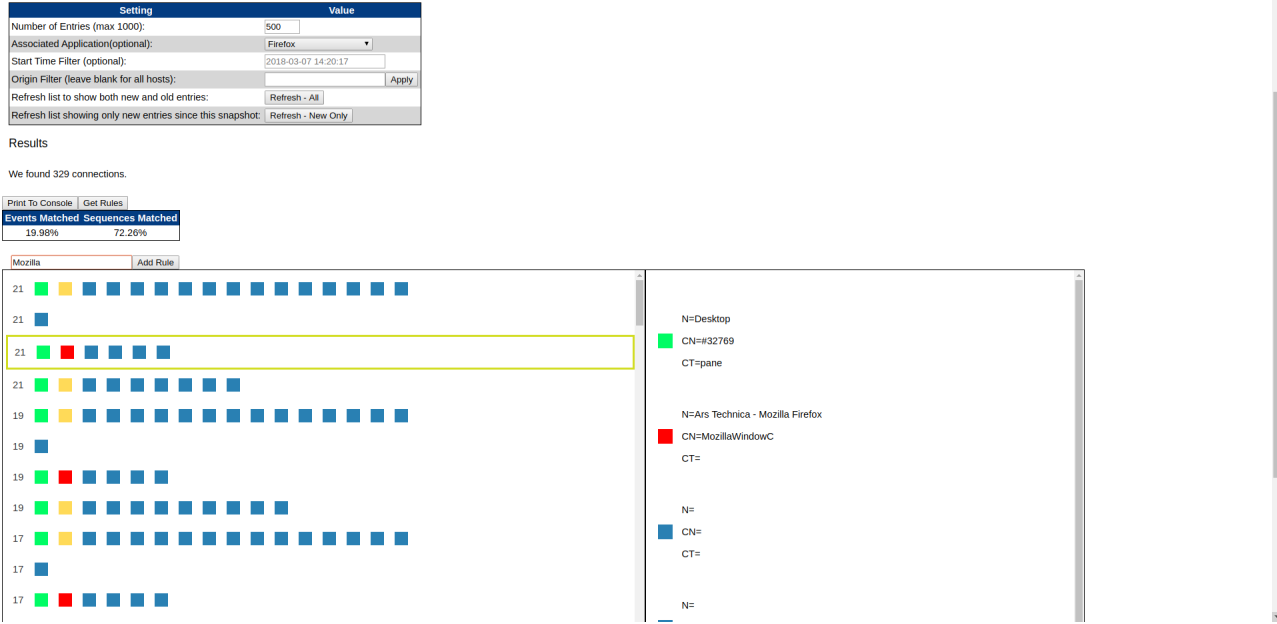 Setting Value
Number of Entries (max 1000): 500
Associated Application(optional): Firefox
Start Time Filter (optional): 2018-03-07 14:20:17
Origin Filter (leave blank for all hosts): Apply
Refresh list to show both new and old entries: Refresh - All
Refresh list showing only new entries since this snapshot: Refresh - New Only
Results
We found 329 connections.
Print To Console Get Rules
Events Matched Sequences Matched
19.98% 72.26%
Mozilla Add Rule
21
21
21
21
19
19
19
19
17
17
17
N=Desktop
CN=#32769
CT=pane
N=Ars Technica - Mozilla Firefox
CN=MozillaWindowC
CT=
N=
CN=
CT=
N=